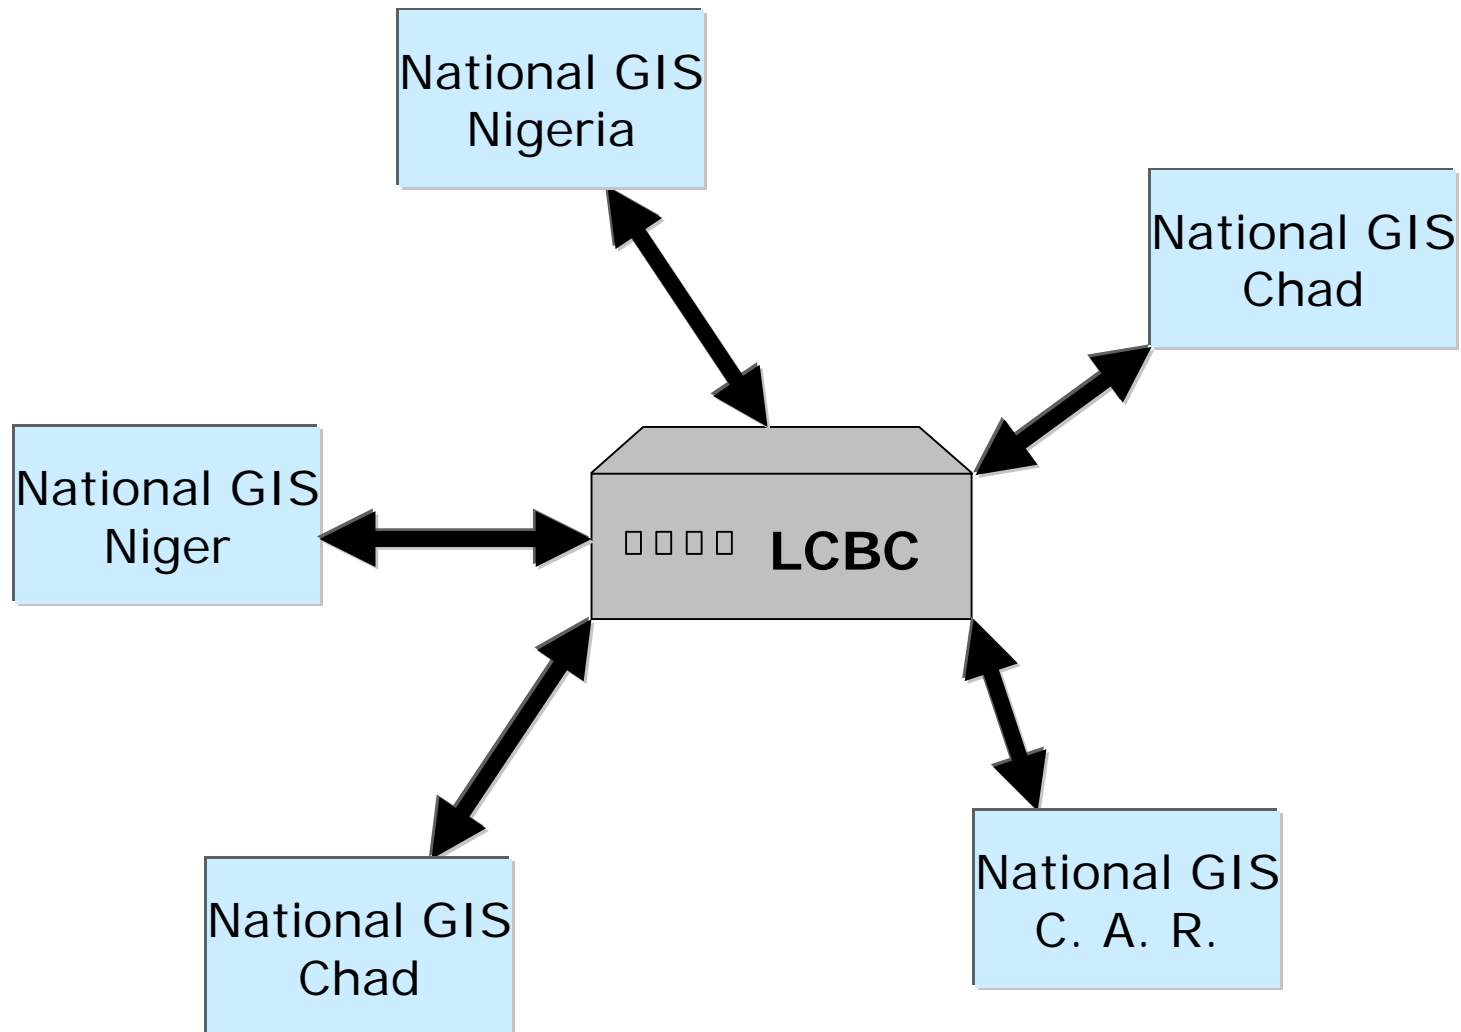 National GIS
Nigeria
National GIS
Chad
National GIS
Niger
LCBC
National GIS
Chad
National GIS
C. A. R.